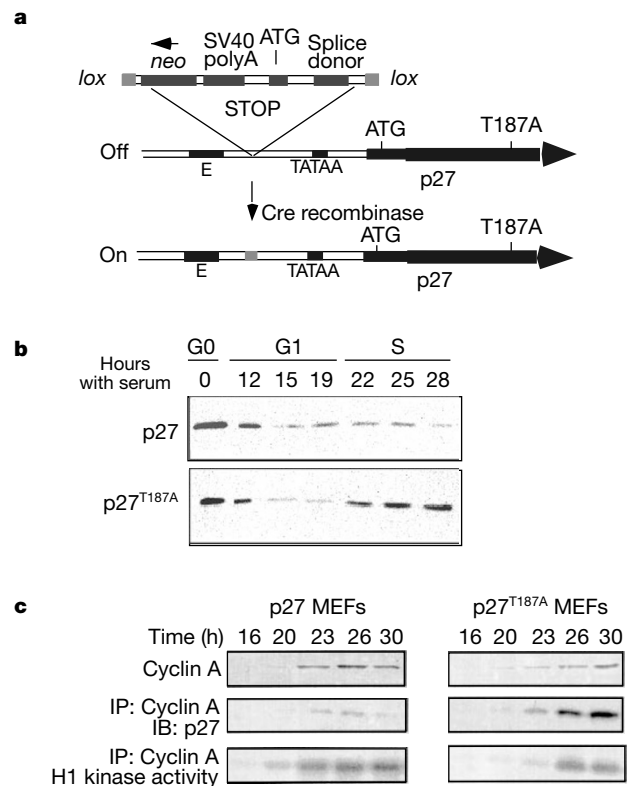 a
neo
SV40
polyA
ATG
Splice
donor
lox
lox
STOP
Off
E
TATAA
ATG
T187A
p27
Cre recombinase
On
E
TATAA
ATG
T187A
p27
b
G0 G1 S
Hours
with serum
0 12 15 19 22 25 28
p27
p27T187A
c
p27 MEFs
p27T187A MEFs
Time (h) 16 20 23 26 30 16 20 23 26 30
Cyclin A
IP: Cyclin A
IB: p27
IP: Cyclin A
H1 kinase activity